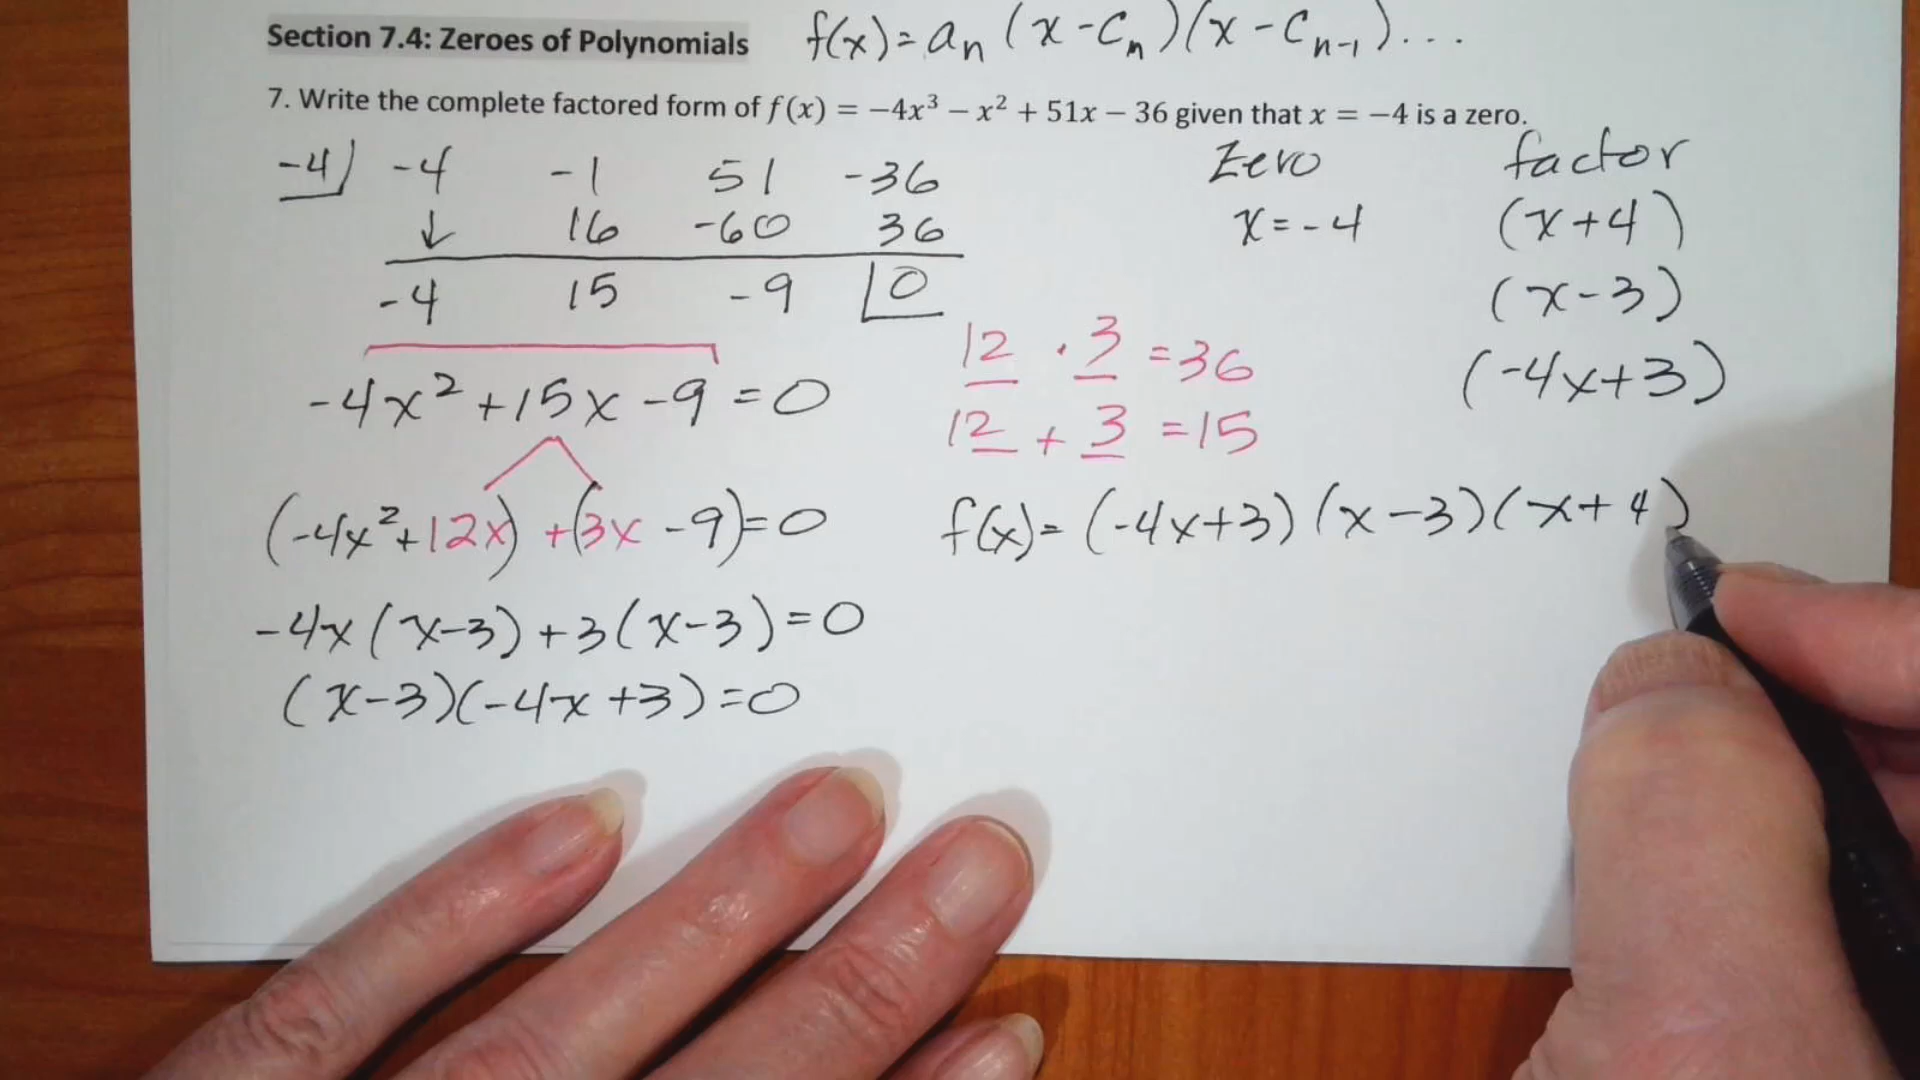 Section 7.4: Zeroes of Polynomials f(x) = aₙ (x - cₙ)(x - cₙ₋₁)...
7. Write the complete factored form of f(x) = −4x³ − x² + 51x − 36 given that x = −4 is a zero.
-4) -4 -1 51 -36
↓ 16 -60 36
-4 15 -9 0
-4x² + 15x - 9 = 0
(-4x² + 12x) + (3x - 9) = 0
-4x(x-3) + 3(x-3) = 0
(x-3)(-4x+3) = 0
12 · 3 = 36
12 + 3 = 15
Zero factor
x = -4 (x+4)
(x-3)
(-4x+3)
f(x) = (-4x+3)(x-3)(x+4)